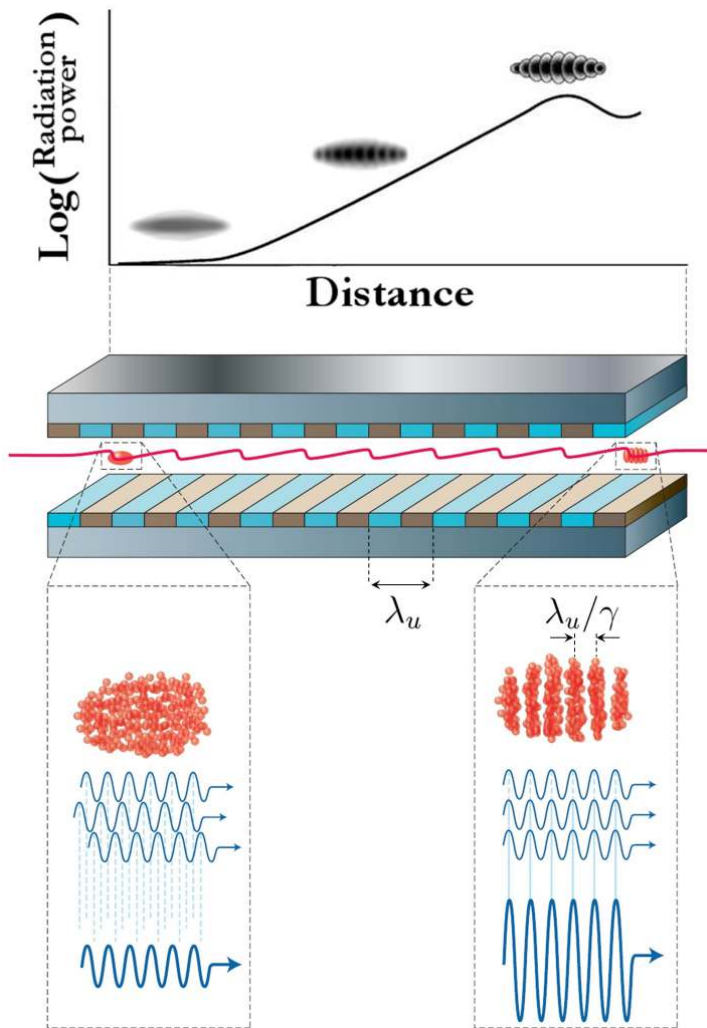 Log(Radiation
power)
Distance
λᵤ
λᵤ/γ